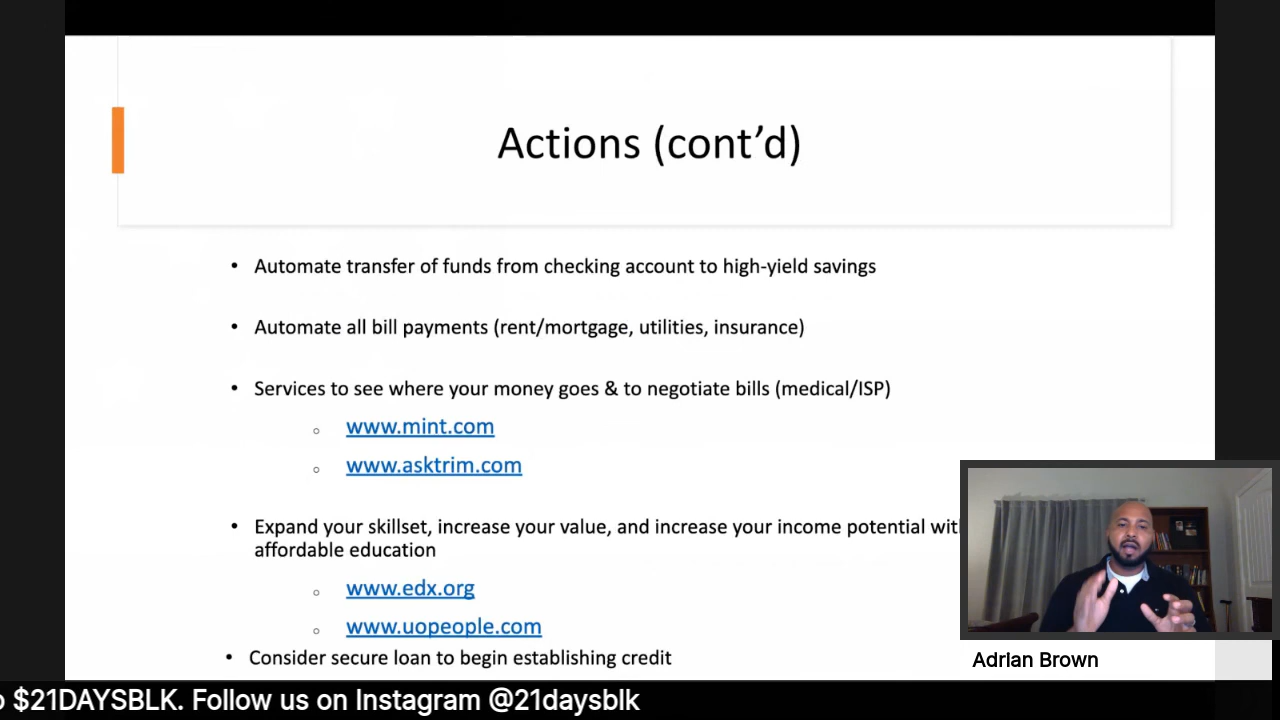 Actions (cont’d)
• Automate transfer of funds from checking account to high-yield savings
• Automate all bill payments (rent/mortgage, utilities, insurance)
• Services to see where your money goes & to negotiate bills (medical/ISP)
○ www.mint.com
○ www.asktrim.com
• Expand your skillset, increase your value, and increase your income potential
affordable education
○ www.edx.org
○ www.uopeople.com
• Consider secure loan to begin establishing credit
Adrian Brown
$21DAYSBLK. Follow us on Instagram @21daysblk